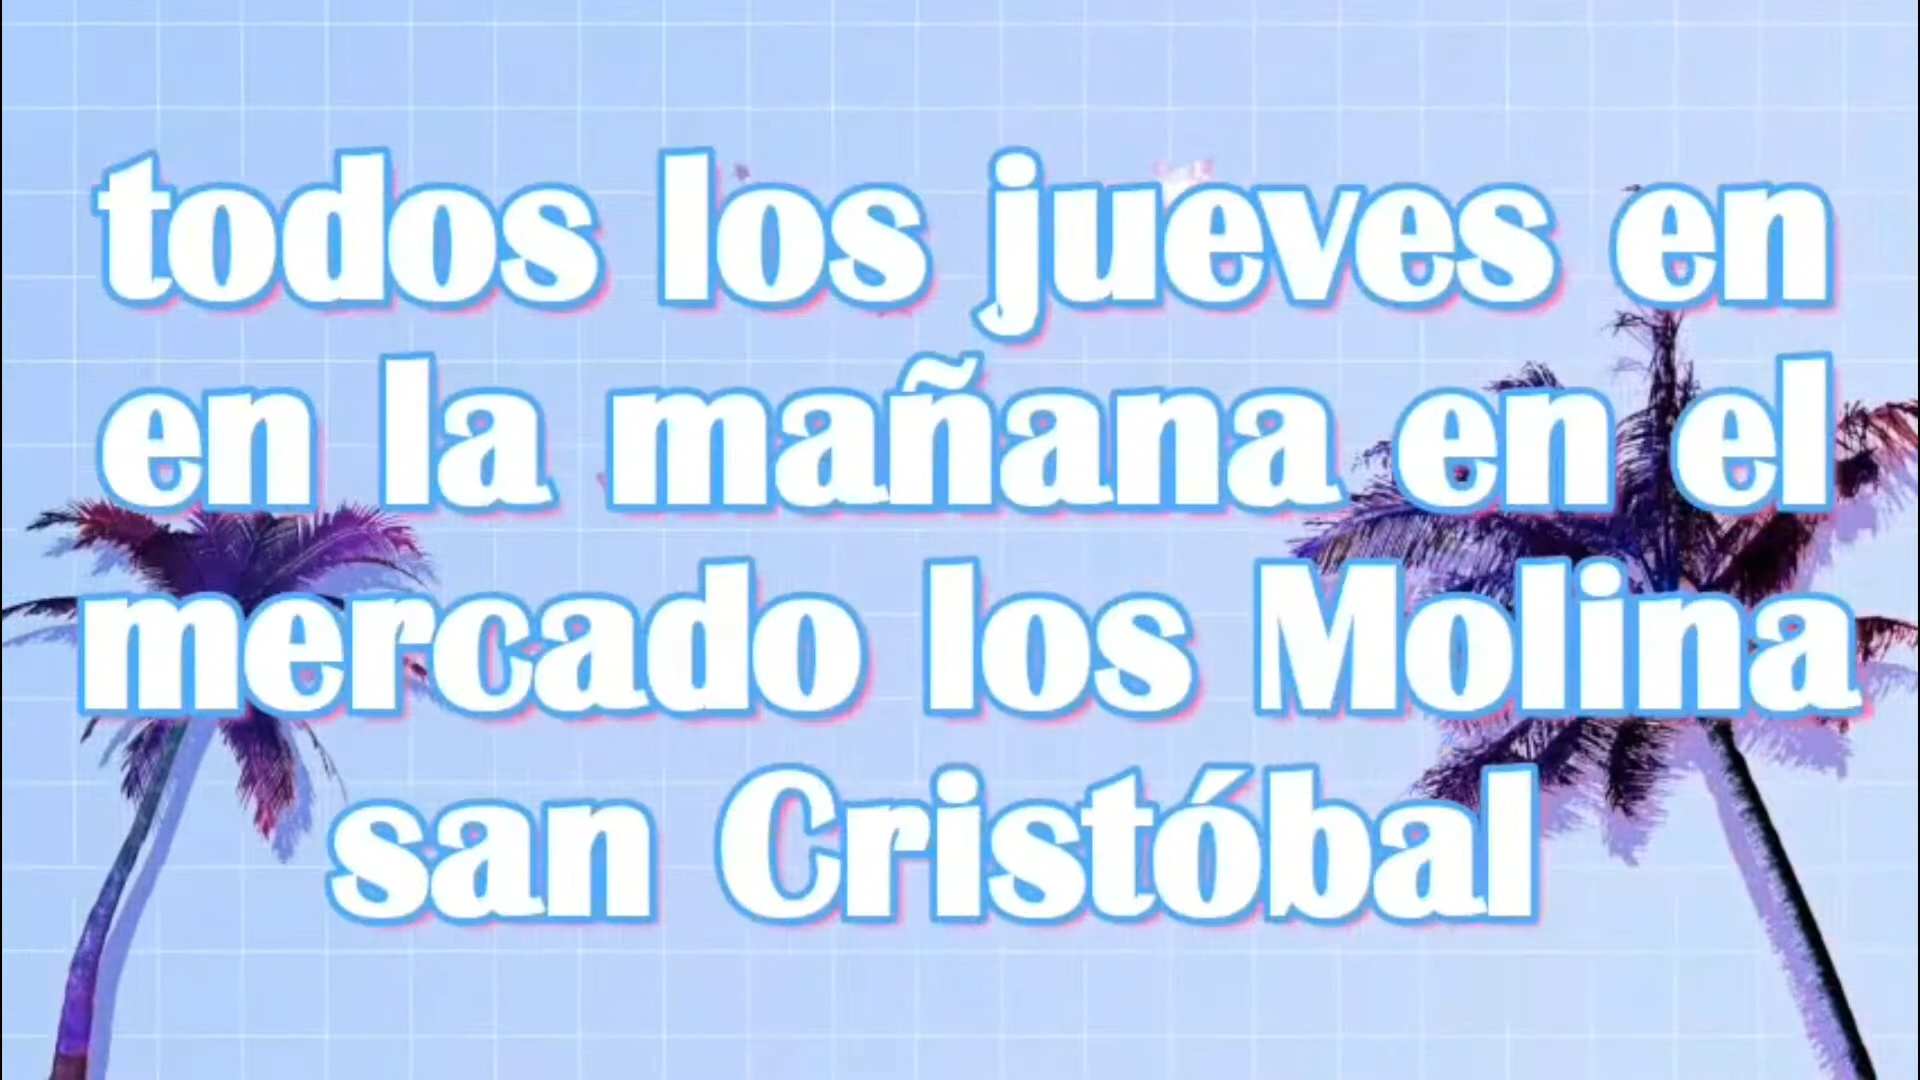 todos los jueves en
en la mañana en el
mercado los Molina
san Cristóbal